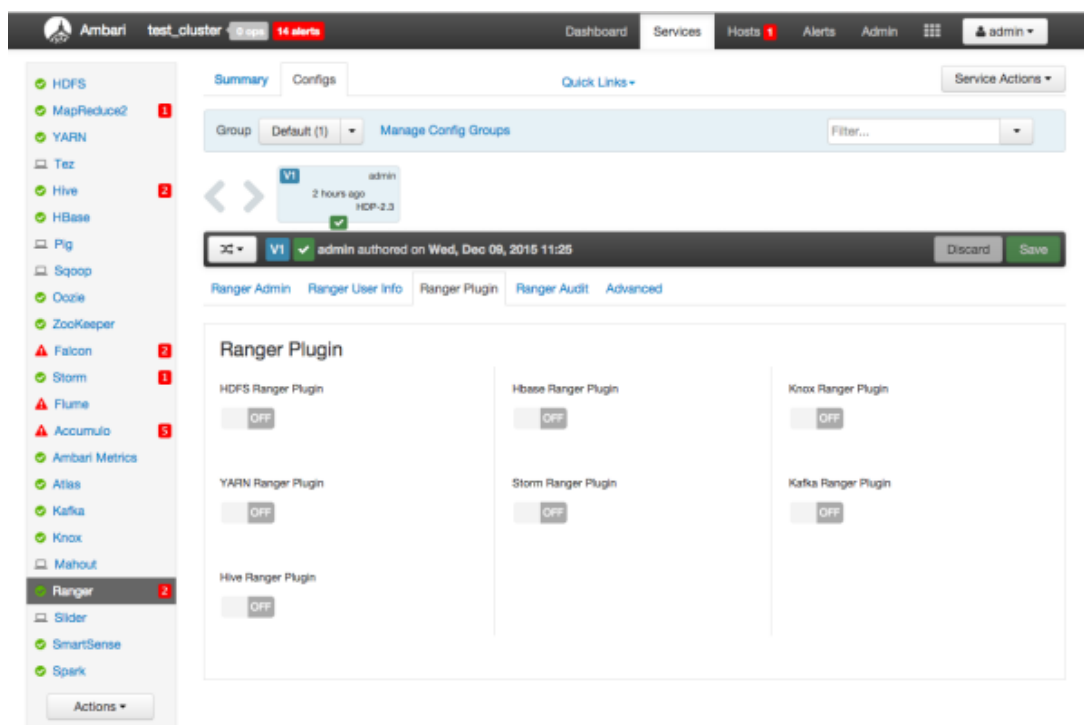 Ambari test_cluster 0 ops 14 alerts Dashboard Services Hosts 1 Alerts Admin admin
HDFS
MapReduce2 1
YARN
Tez
Hive 2
HBase
Pig
Sqoop
Oozie
ZooKeeper
Falcon 2
Storm 1
Flume
Accumulo 5
Ambari Metrics
Atlas
Kafka
Knox
Mahout
Ranger 2
Slider
SmartSense
Spark
Actions
Summary Configs Quick Links Service Actions
Group Default (1) Manage Config Groups Filter...
V1 admin
2 hours ago
HDP-2.3
V1 admin authored on Wed, Dec 09, 2015 11:25 Discard Save
Ranger Admin Ranger User Info Ranger Plugin Ranger Audit Advanced
Ranger Plugin
HDFS Ranger Plugin Hbase Ranger Plugin Knox Ranger Plugin
OFF OFF OFF
YARN Ranger Plugin Storm Ranger Plugin Kafka Ranger Plugin
OFF OFF OFF
Hive Ranger Plugin
OFF